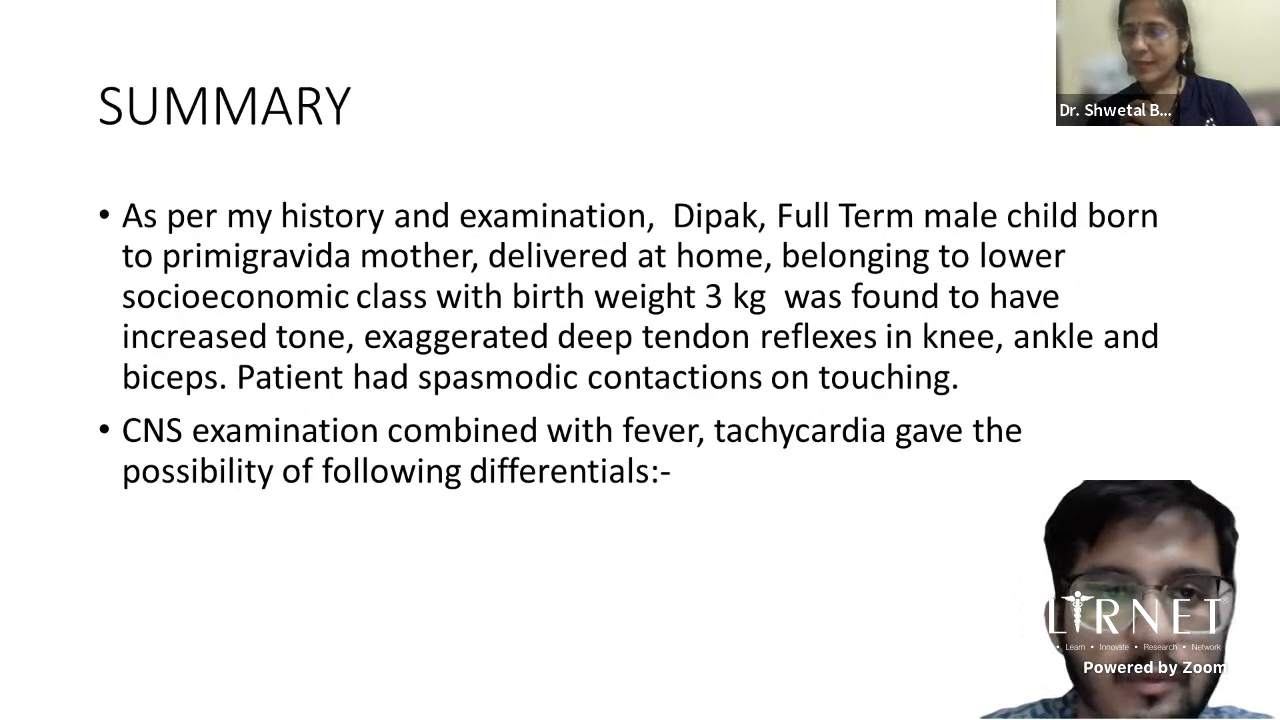 SUMMARY
Dr. Shwetal B...
• As per my history and examination, Dipak, Full Term male child born
to primigravida mother, delivered at home, belonging to lower
socioeconomic class with birth weight 3 kg was found to have
increased tone, exaggerated deep tendon reflexes in knee, ankle and
biceps. Patient had spasmodic contactions on touching.
• CNS examination combined with fever, tachycardia gave the
possibility of following differentials:-
LIRNET
• Learn • Innovate • Research • Network
Powered by Zoom